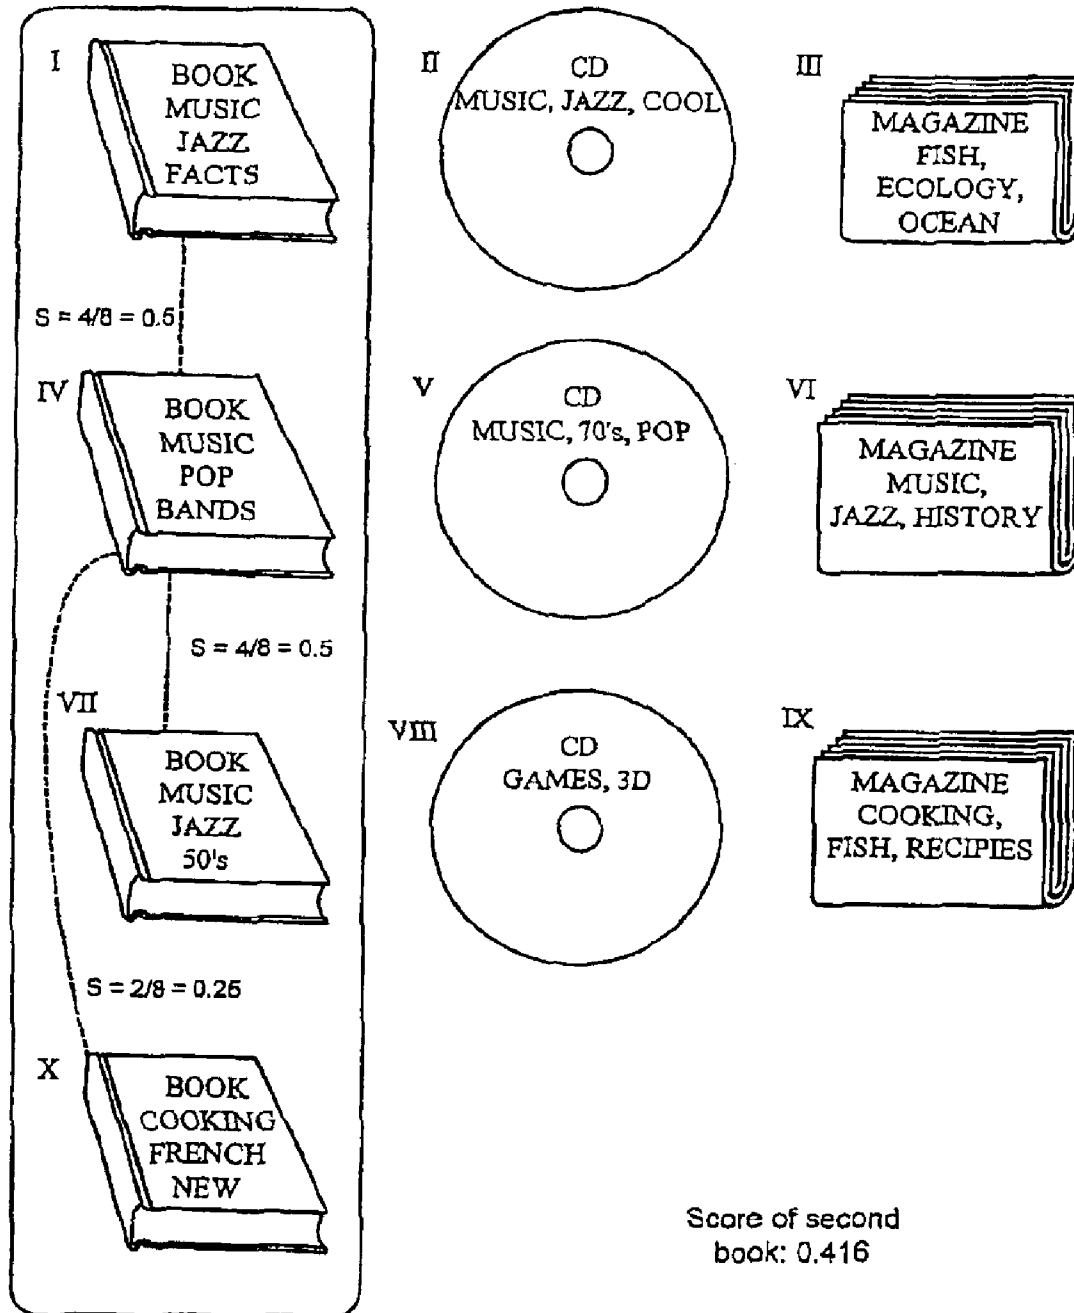 I
BOOK
MUSIC
JAZZ
FACTS
II
CD
MUSIC, JAZZ, COOL
III
MAGAZINE
FISH,
ECOLOGY,
OCEAN
S = 4/8 = 0.5
IV
BOOK
MUSIC
POP
BANDS
V
CD
MUSIC, 70's, POP
VI
MAGAZINE
MUSIC,
JAZZ, HISTORY
S = 4/8 = 0.5
VII
BOOK
MUSIC
JAZZ
50's
VIII
CD
GAMES, 3D
IX
MAGAZINE
COOKING,
FISH, RECIPIES
S = 2/8 = 0.25
X
BOOK
COOKING
FRENCH
NEW
Score of second
book: 0.416